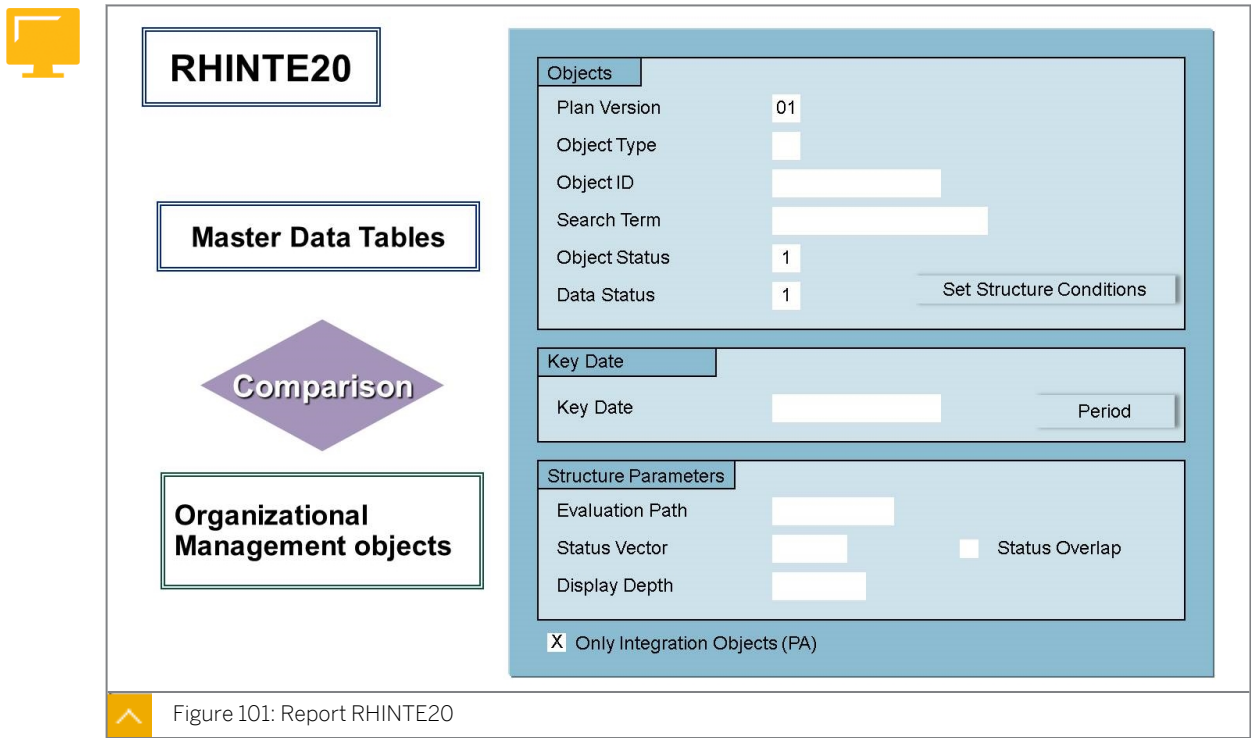 RHINTE20
Master Data Tables
Comparison
Organizational
Management objects
Objects
Plan Version 01
Object Type
Object ID
Search Term
Object Status 1
Data Status 1 Set Structure Conditions
Key Date
Key Date Period
Structure Parameters
Evaluation Path
Status Vector Status Overlap
Display Depth
X Only Integration Objects (PA)
Figure 101: Report RHINTE20